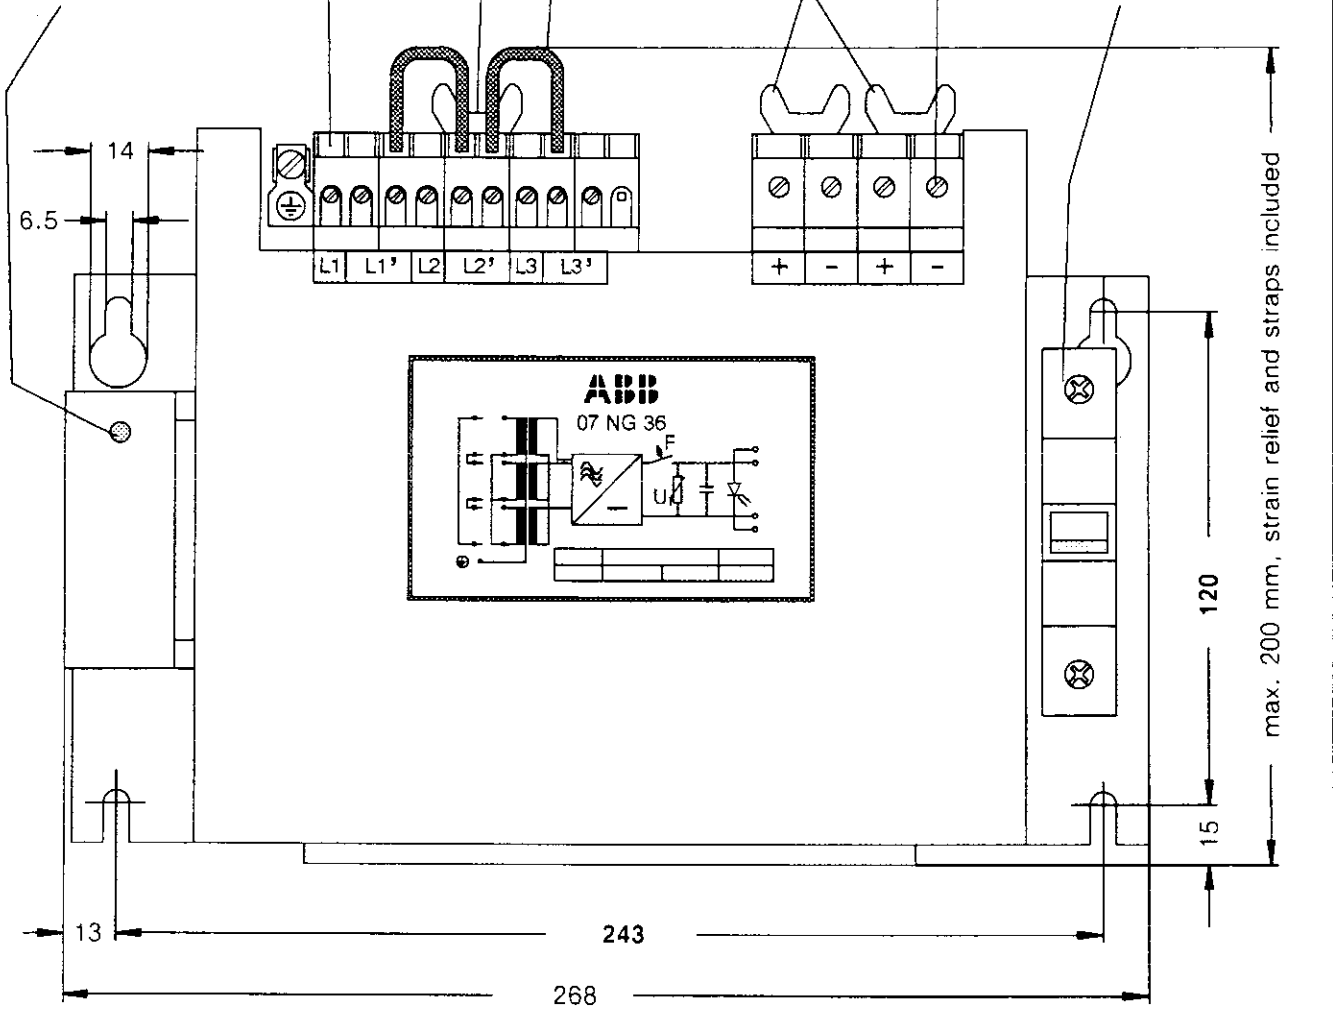 14
6.5
L1 L1’ L2 L2’ L3 L3’
+ - + -
ABB
07 NG 36
F
U
max. 200 mm, strain relief and straps included
120
15
13
243
268